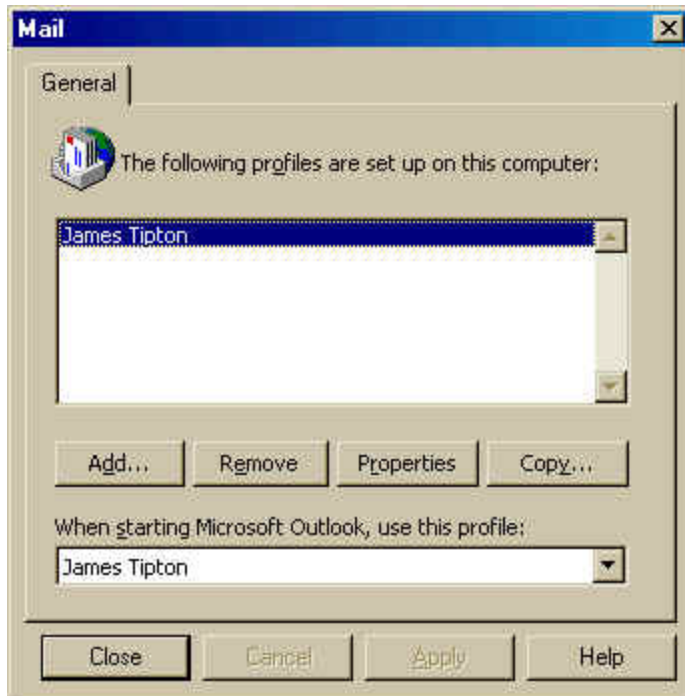 Mail
General
The following profiles are set up on this computer:
James Tipton
Add... Remove Properties Copy...
When starting Microsoft Outlook, use this profile:
James Tipton
Close Cancel Apply Help